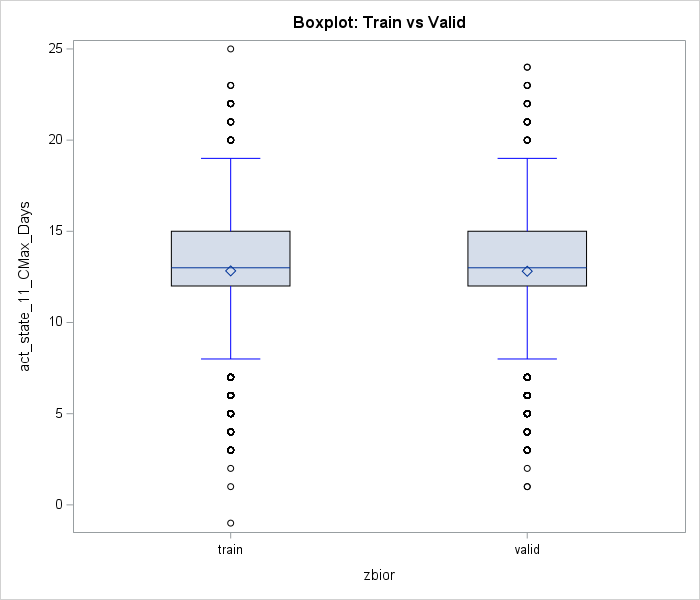 Boxplot: Train vs Valid
act_state_11_CMax_Days
25
20
15
10
5
0
train
valid
zbior